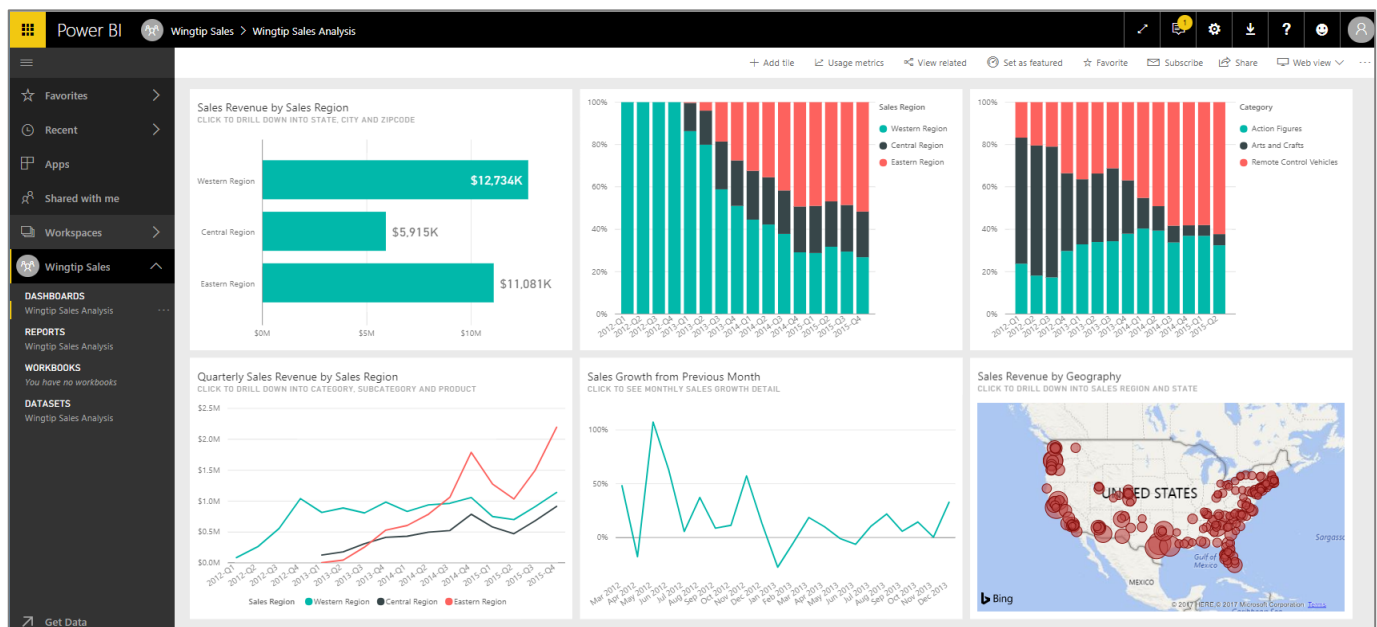 Power BI
Wingtip Sales > Wingtip Sales Analysis
1
?
Add tile
Usage metrics
View related
Set as featured
Favorite
Subscribe
Share
Web view
Favorites
Recent
Apps
Shared with me
Workspaces
Wingtip Sales
DASHBOARDS
Wingtip Sales Analysis
REPORTS
Wingtip Sales Analysis
WORKBOOKS
You have no workbooks
DATASETS
Wingtip Sales Analysis
Get Data
Sales Revenue by Sales Region
CLICK TO DRILL DOWN INTO STATE, CITY AND ZIPCODE
Western Region
$12,734K
Central Region
$5,915K
Eastern Region
$11,081K
$0M
$5M
$10M
100%
80%
60%
40%
20%
0%
2012-Q1
2012-Q2
2012-Q3
2012-Q4
2013-Q1
2013-Q2
2013-Q3
2013-Q4
2014-Q1
2014-Q2
2014-Q3
2014-Q4
2015-Q1
2015-Q2
2015-Q3
2015-Q4
Sales Region
Western Region
Central Region
Eastern Region
100%
80%
60%
40%
20%
0%
2012-Q1
2012-Q2
2012-Q3
2012-Q4
2013-Q1
2013-Q2
2013-Q3
2013-Q4
2014-Q1
2014-Q2
2014-Q3
2014-Q4
2015-Q1
2015-Q2
Category
Action Figures
Arts and Crafts
Remote Control Vehicles
Quarterly Sales Revenue by Sales Region
CLICK TO DRILL DOWN INTO CATEGORY, SUBCATEGORY AND PRODUCT
$2.5M
$2.0M
$1.5M
$1.0M
$0.5M
$0.0M
2012-Q1
2012-Q2
2012-Q3
2012-Q4
2013-Q1
2013-Q2
2013-Q3
2013-Q4
2014-Q1
2014-Q2
2014-Q3
2014-Q4
2015-Q1
2015-Q2
2015-Q3
2015-Q4
Sales Region Western Region Central Region Eastern Region
Sales Growth from Previous Month
CLICK TO SEE MONTHLY SALES GROWTH DETAIL
100%
50%
0%
Mar 2012
Apr 2012
May 2012
Jun 2012
Jul 2012
Aug 2012
Sep 2012
Oct 2012
Nov 2012
Dec 2012
Jan 2013
Feb 2013
Mar 2013
Apr 2013
May 2013
Jun 2013
Jul 2013
Aug 2013
Sep 2013
Oct 2013
Nov 2013
Dec 2013
Sales Revenue by Geography
CLICK TO DRILL DOWN INTO SALES REGION AND STATE
UNITED STATES
Gulf of
Mexico
MEXICO
Bing
© 2017 HERE © 2017 Microsoft Corporation Terms